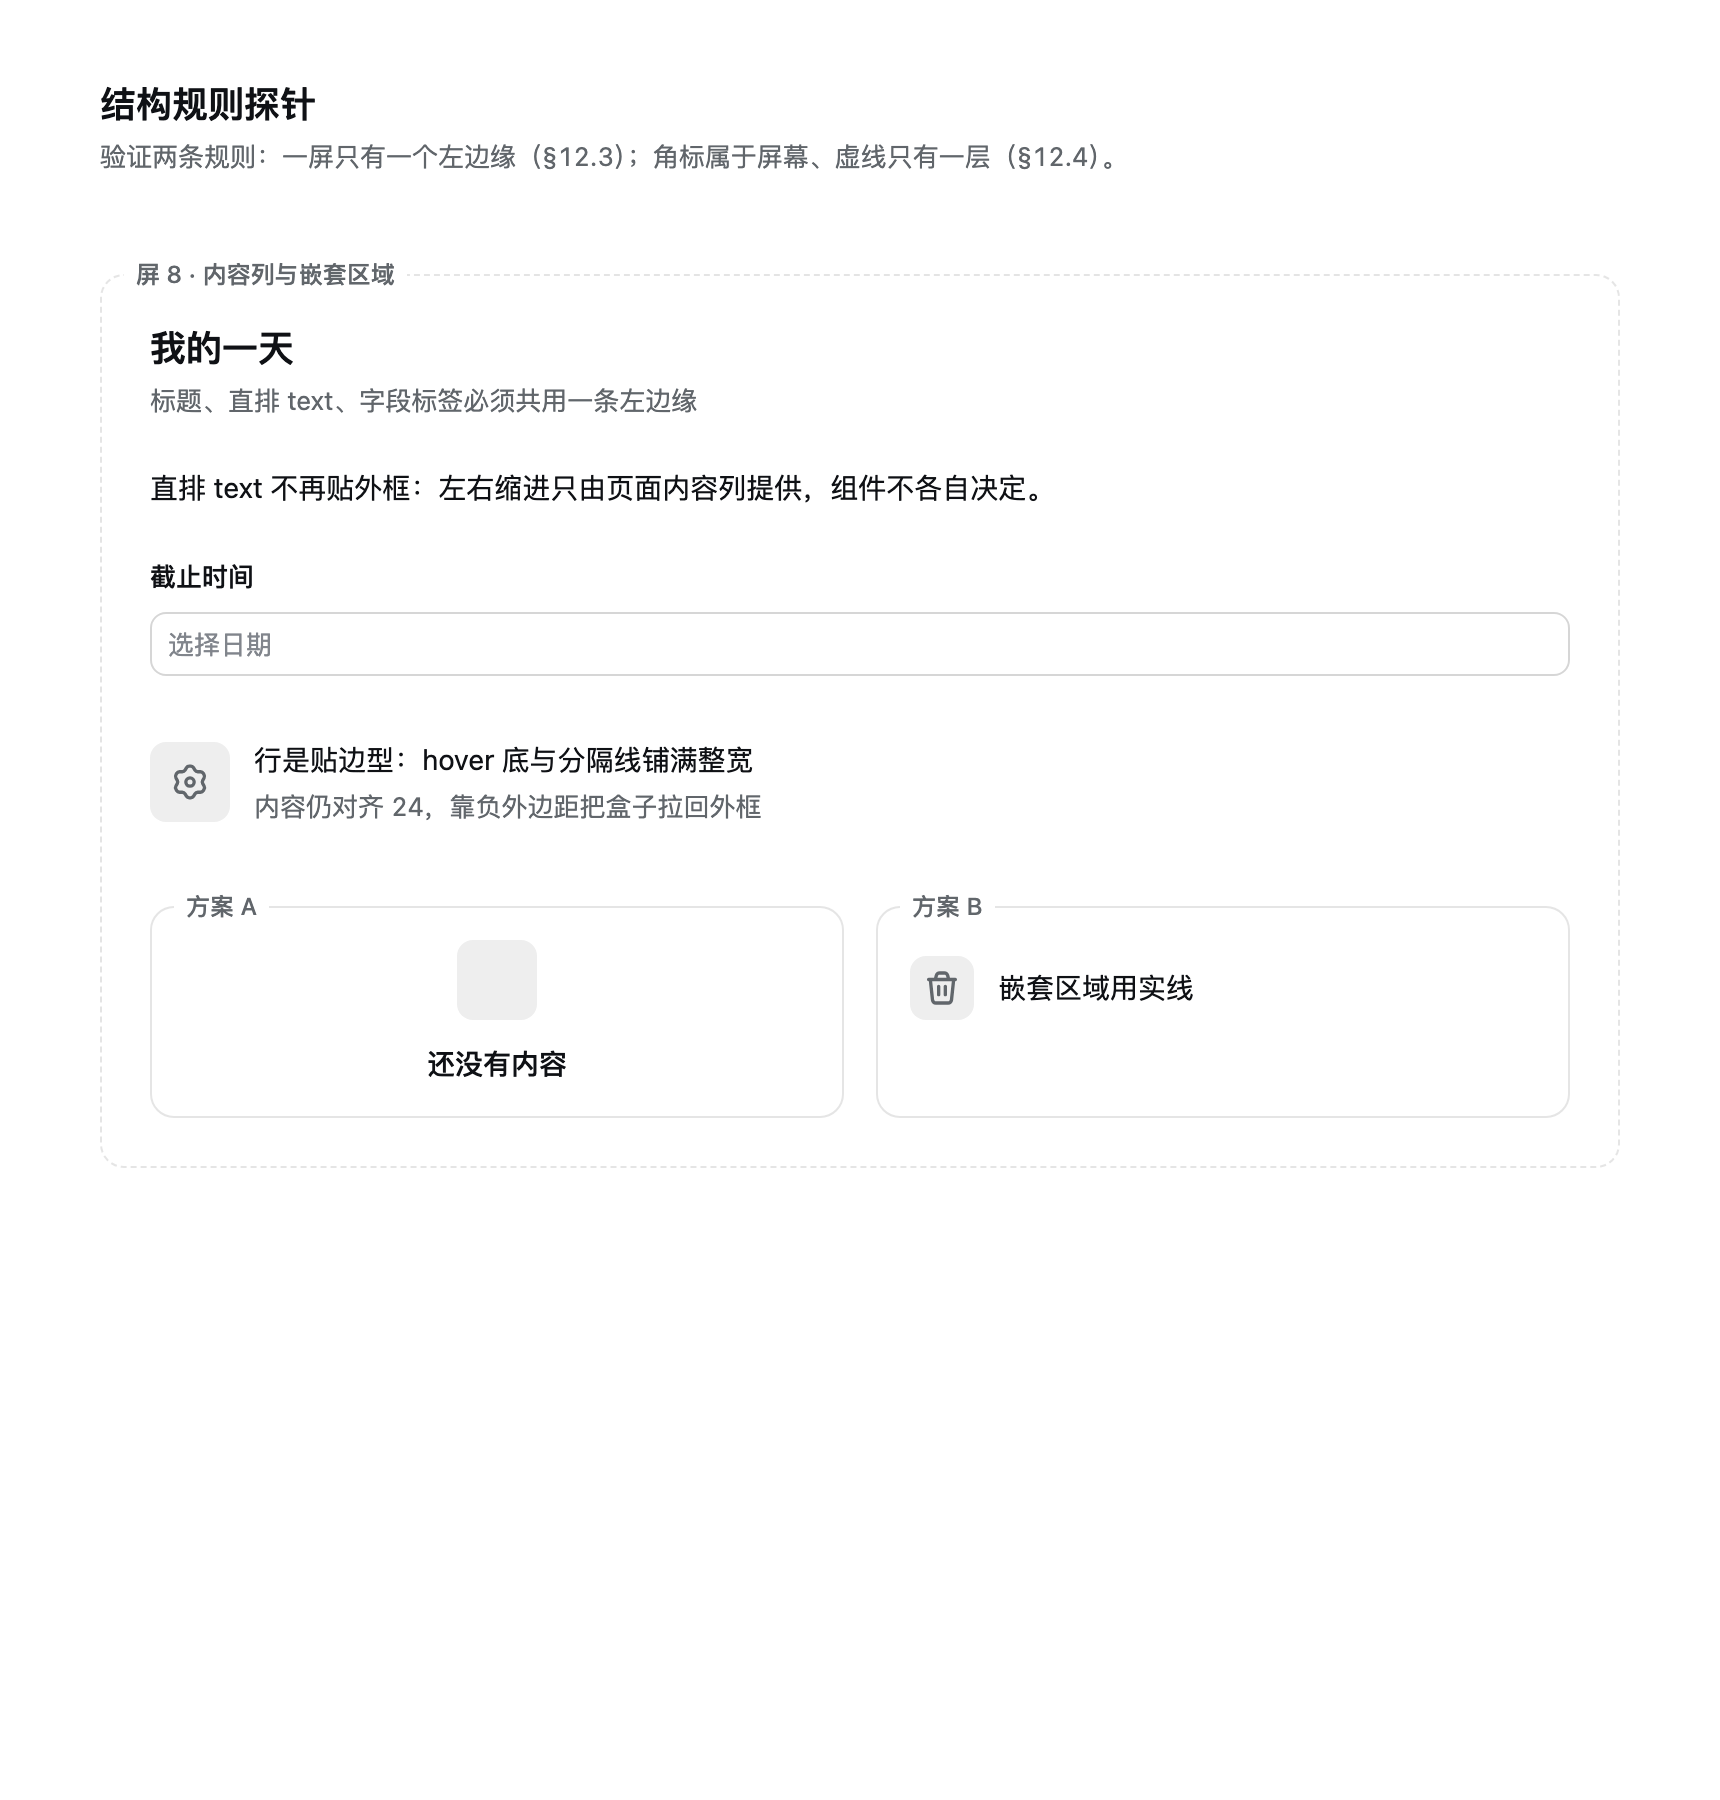 结构规则探针
验证两条规则：一屏只有一个左边缘（§12.3）；角标属于屏幕、虚线只有一层（§12.4）。
屏 8 · 内容列与嵌套区域
我的一天
标题、直排 text、字段标签必须共用一条左边缘
直排 text 不再贴外框：左右缩进只由页面内容列提供，组件不各自决定。
截止时间
选择日期
行是贴边型：hover 底与分隔线铺满整宽
内容仍对齐 24，靠负外边距把盒子拉回外框
方案 A
还没有内容
方案 B
嵌套区域用实线